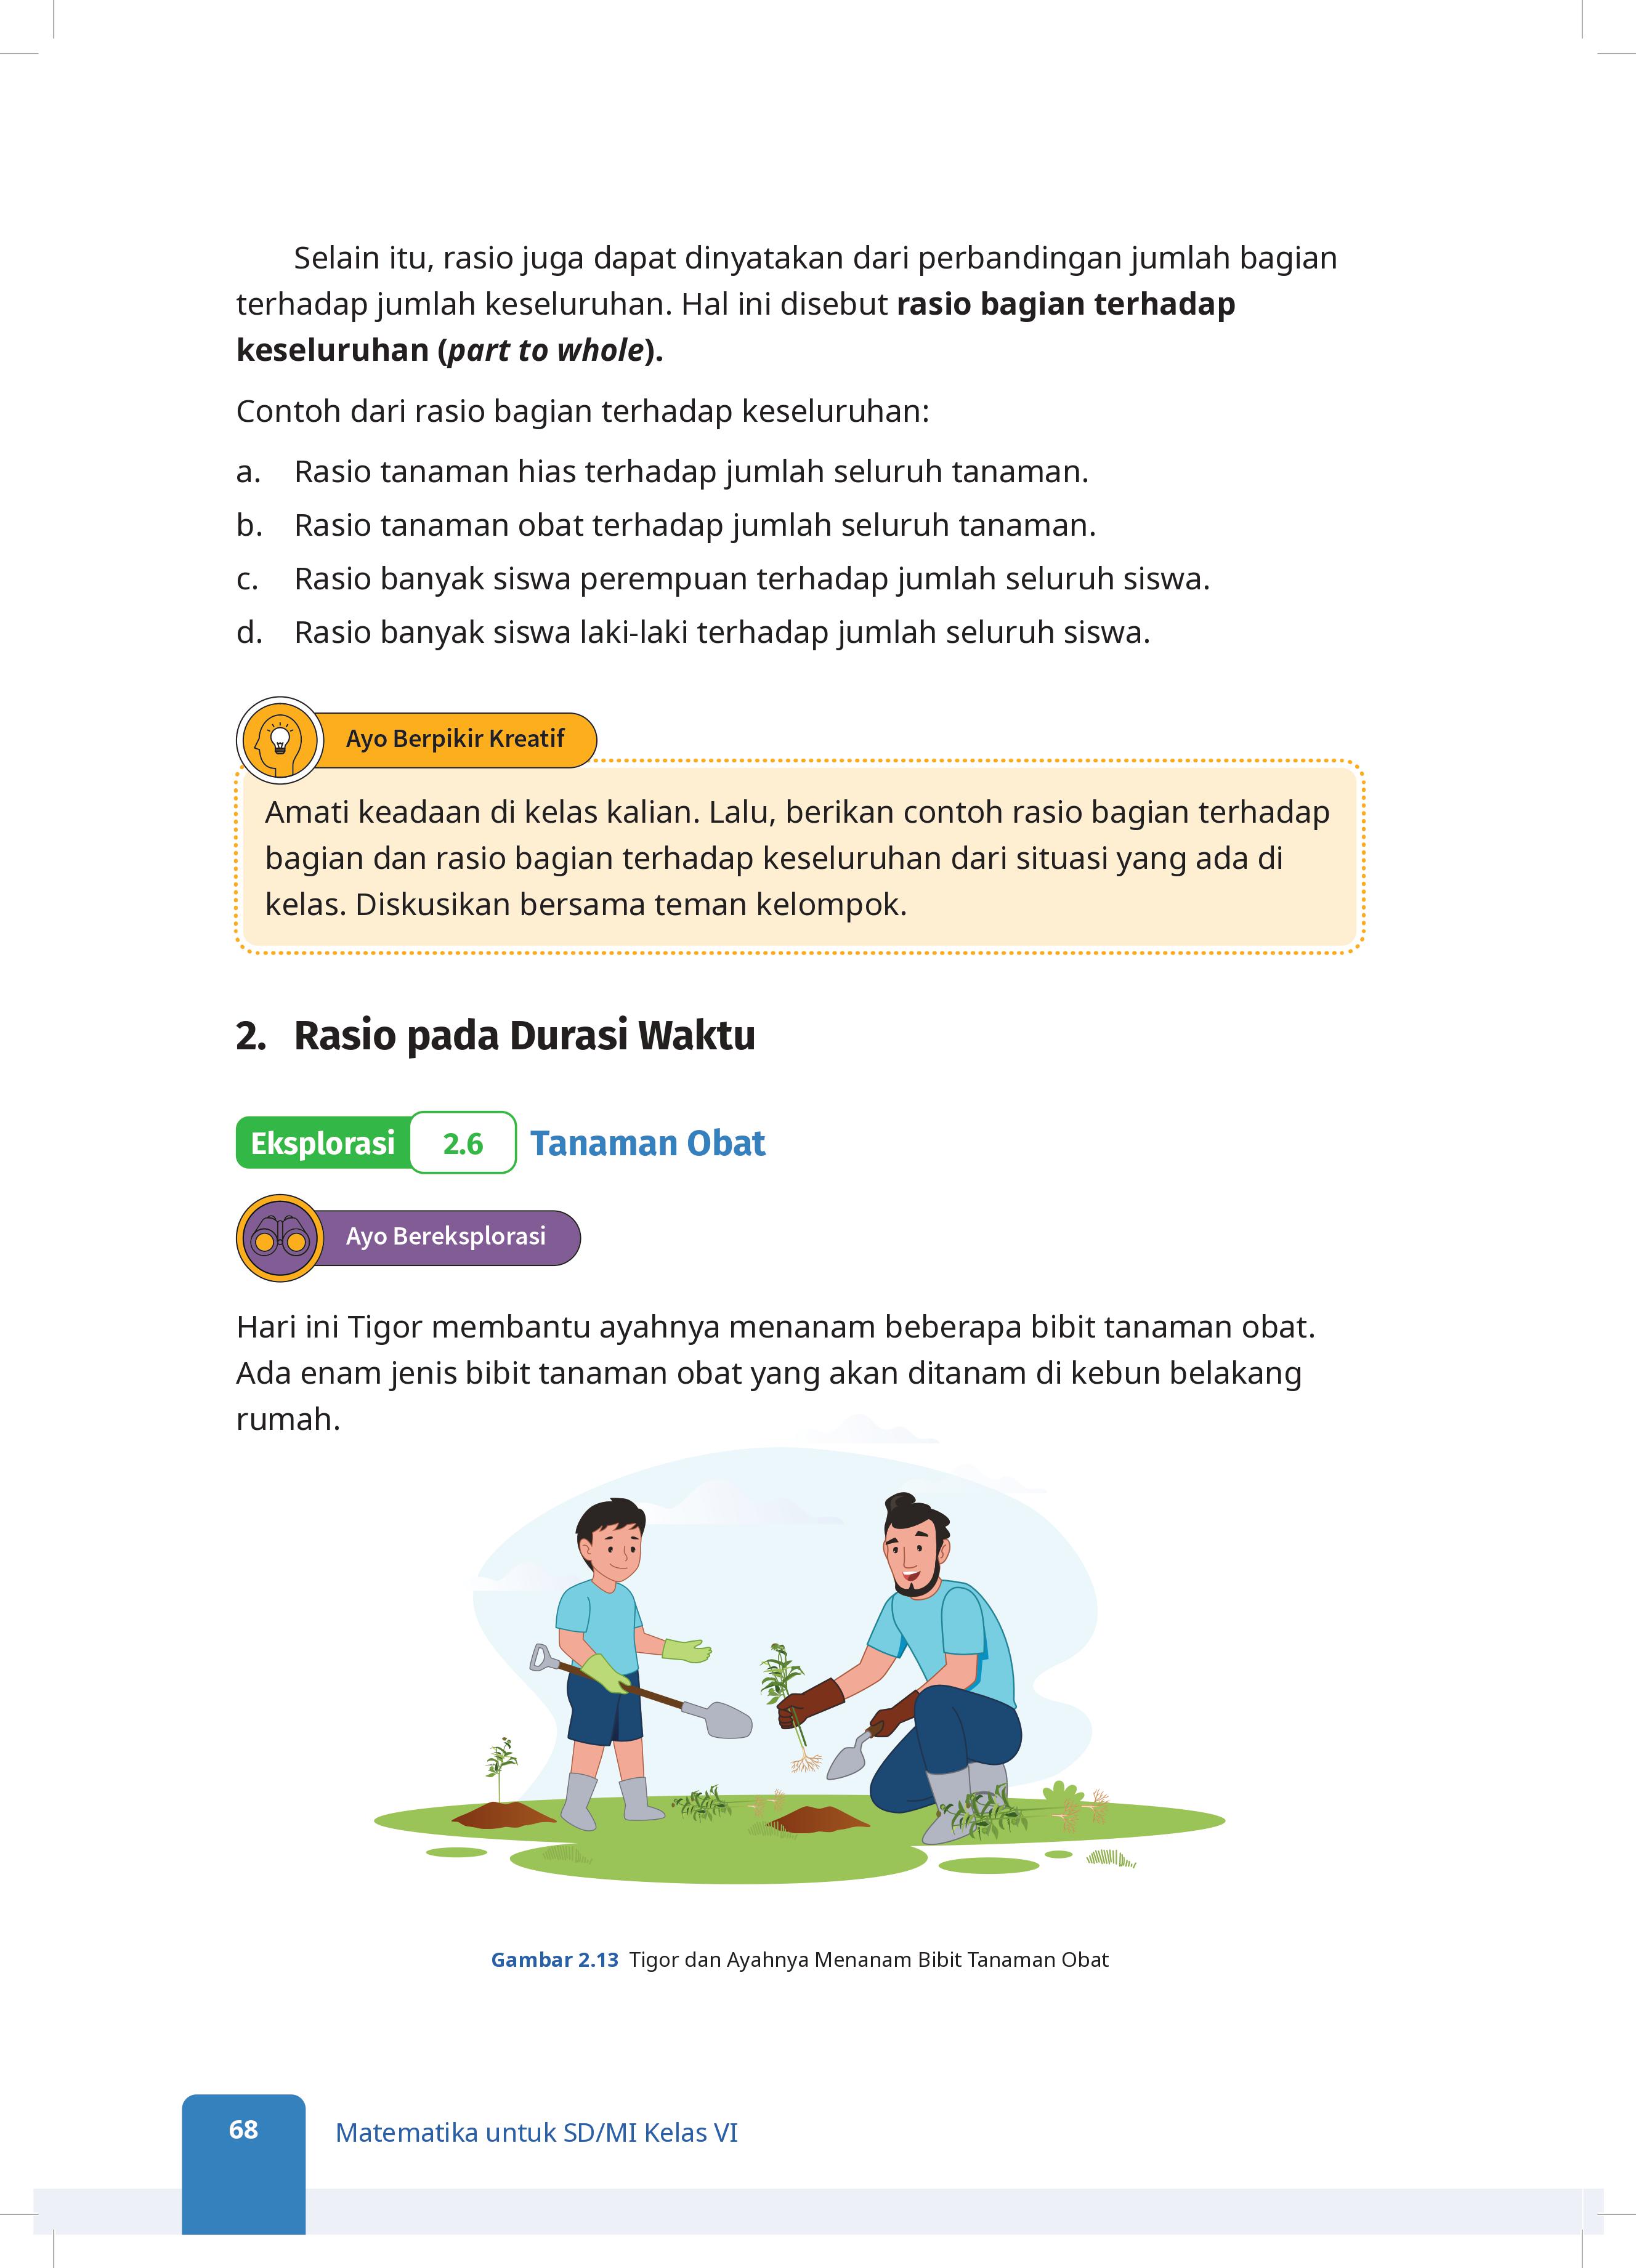 Selain itu, rasio juga dapat dinyatakan dari perbandingan jumlah bagian
terhadap jumlah keseluruhan. Hal ini disebut rasio bagian terhadap
keseluruhan (part to whole).
Contoh dari rasio bagian terhadap keseluruhan:
a. Rasio tanaman hias terhadap jumlah seluruh tanaman.
b. Rasio tanaman obat terhadap jumlah seluruh tanaman.
c. Rasio banyak siswa perempuan terhadap jumlah seluruh siswa.
d. Rasio banyak siswa laki-laki terhadap jumlah seluruh siswa.
Ayo Berpikir Kreatif
Amati keadaan di kelas kalian. Lalu, berikan contoh rasio bagian terhadap
bagian dan rasio bagian terhadap keseluruhan dari situasi yang ada di
kelas. Diskusikan bersama teman kelompok.
2. Rasio pada Durasi Waktu
Eksplorasi 2.6 Tanaman Obat
Ayo Bereksplorasi
Hari ini Tigor membantu ayahnya menanam beberapa bibit tanaman obat.
Ada enam jenis bibit tanaman obat yang akan ditanam di kebun belakang
rumah.
Gambar 2.13 Tigor dan Ayahnya Menanam Bibit Tanaman Obat
68 Matematika untuk SD/MI Kelas VI